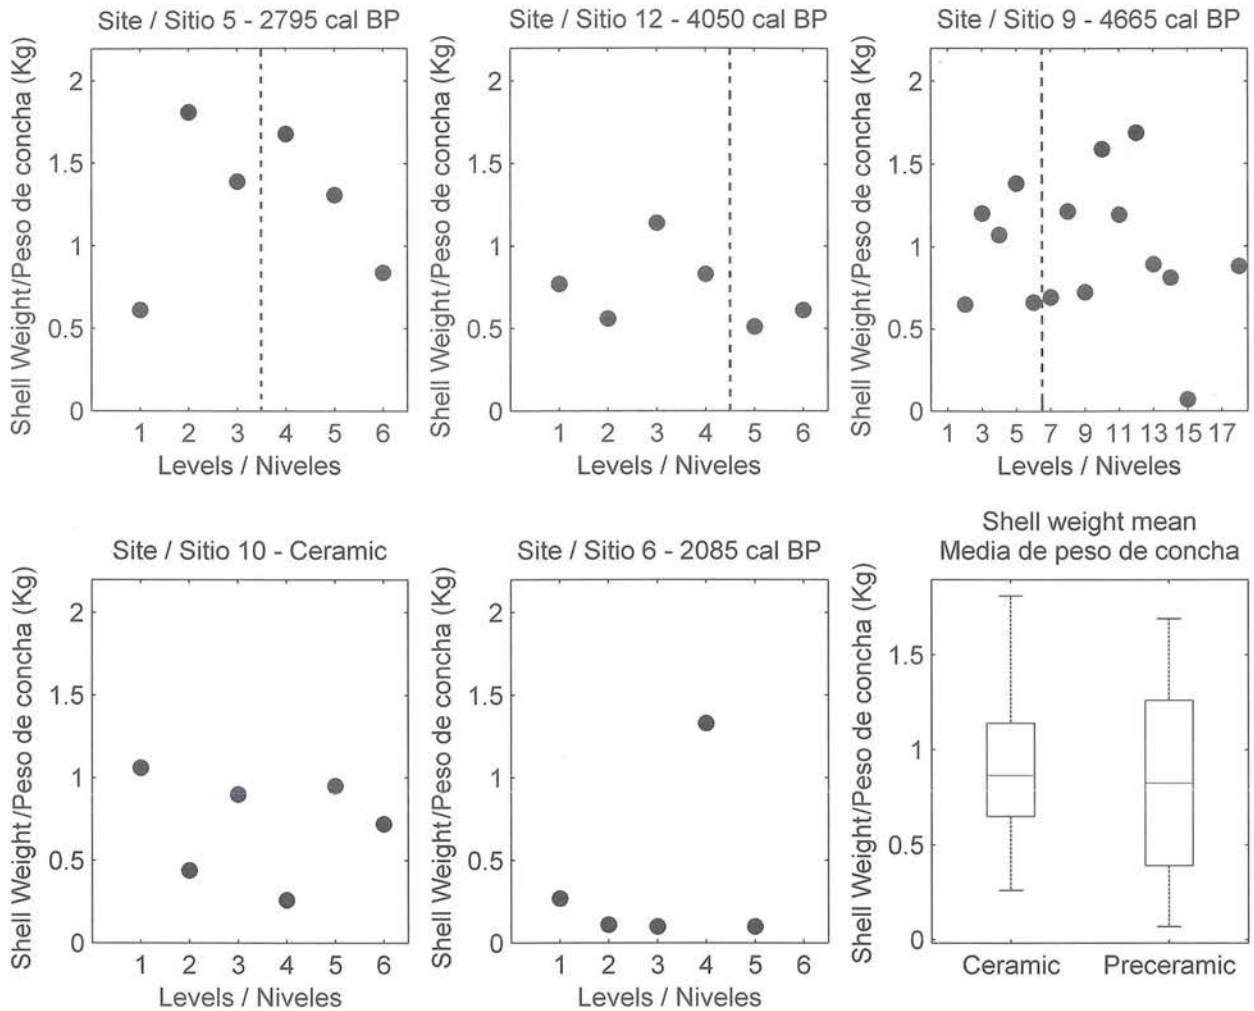 Site / Sitio 5 - 2795 cal BP
Shell Weight/Peso de concha (Kg)
2
1.5
1
0.5
0
1 2 3 4 5 6
Levels / Niveles
Site / Sitio 12 - 4050 cal BP
Shell Weight/Peso de concha (Kg)
2
1.5
1
0.5
0
1 2 3 4 5 6
Levels / Niveles
Site / Sitio 9 - 4665 cal BP
Shell Weight/Peso de concha (Kg)
2
1.5
1
0.5
0
1 3 5 7 9 11 13 15 17
Levels / Niveles
Site / Sitio 10 - Ceramic
Shell Weight/Peso de concha (Kg)
2
1.5
1
0.5
0
1 2 3 4 5 6
Levels / Niveles
Site / Sitio 6 - 2085 cal BP
Shell Weight/Peso de concha (Kg)
2
1.5
1
0.5
0
1 2 3 4 5 6
Levels / Niveles
Shell weight mean
Media de peso de concha
Shell Weight/Peso de concha (Kg)
1.5
1
0.5
0
Ceramic Preceramic